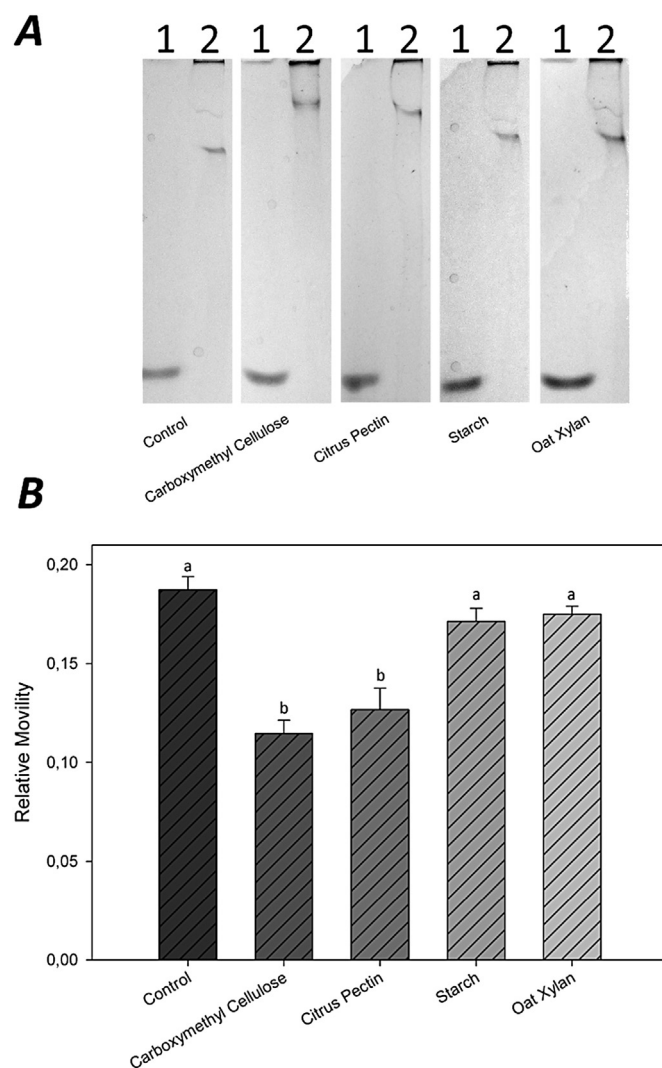 A
1 2 1 2 1 2 1 2 1 2
Control
Carboxymethyl Cellulose
Citrus Pectin
Starch
Oat Xylan
B
Relative Movility
0,20
0,15
0,10
0,05
0,00
a
b
b
a
a
Control
Carboxymethyl Cellulose
Citrus Pectin
Starch
Oat Xylan